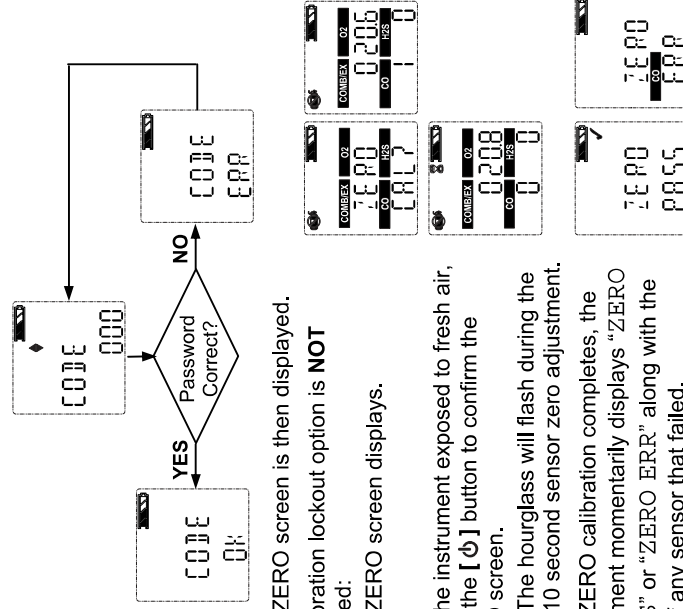 CODE
000
YES
Password
Correct?
NO
CODE
OK
CODE
ERR
ZERO screen is then displayed.
bration lockout option is NOT
ed:
ZERO screen displays.
COMB/EX O2
ZERO
CO H2S
CAL?
COMB/EX O2
0 20.6
CO H2S
1 0
he instrument exposed to fresh air,
the [⏻] button to confirm the
screen.
The hourglass will flash during the
10 second sensor zero adjustment.
COMB/EX O2
0 20.8
CO H2S
0 0
ZERO calibration completes, the
ment momentarily displays “ZERO
S” or “ZERO ERR” along with the
f any sensor that failed.
ZERO
PASS
ZERO
CO
ERR